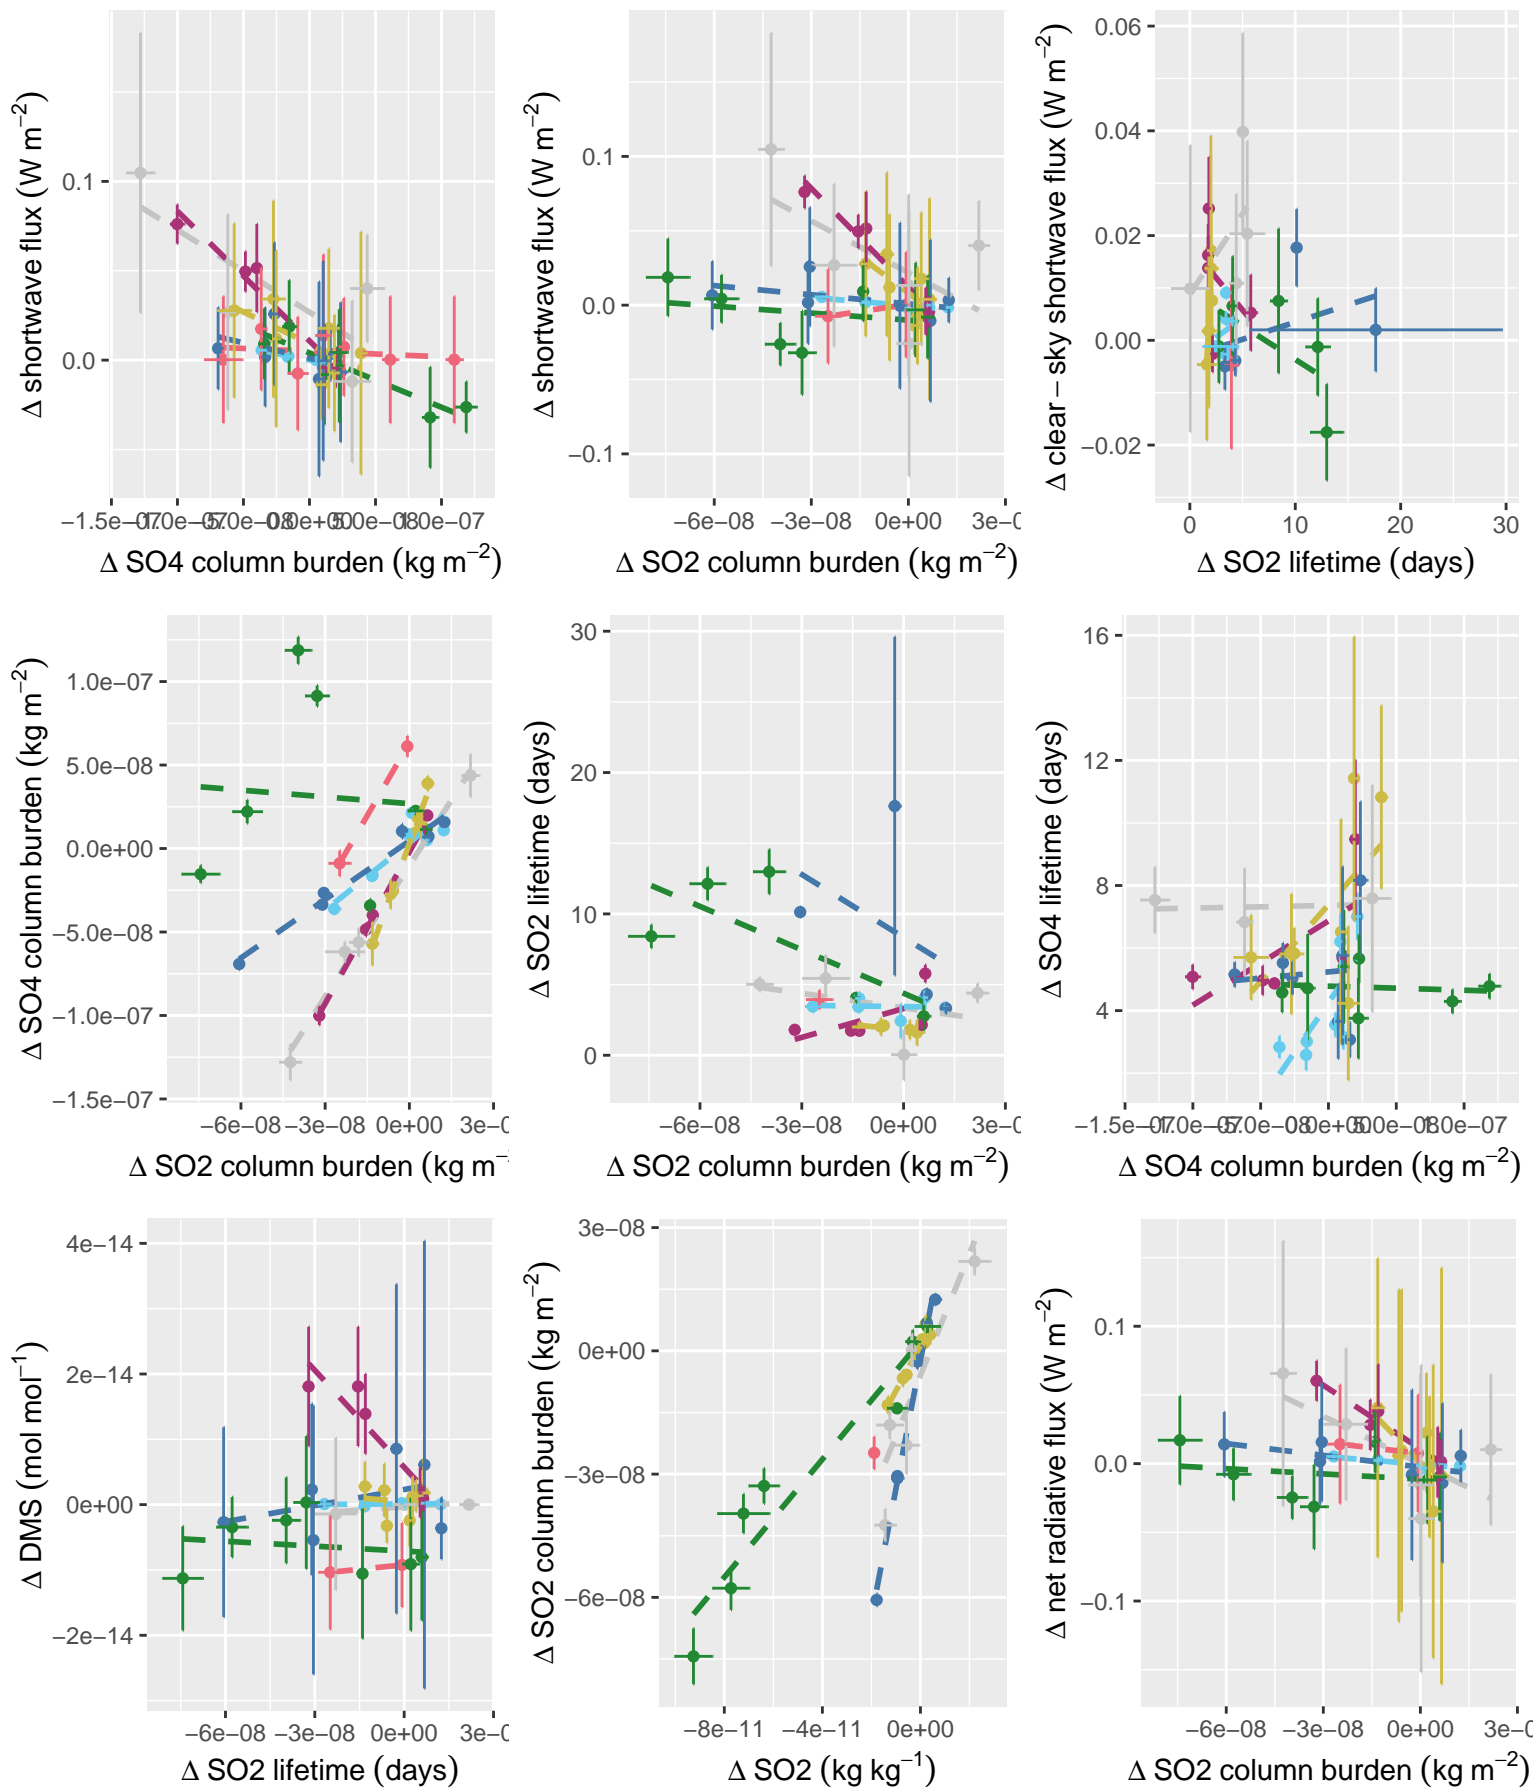 Δ shortwave flux (W m−2)
0.1
0.0
Δ SO4 column burden (kg m−2)
Δ shortwave flux (W m−2)
0.1
0.0
−0.1
−6e−08 −3e−08 0e+00
Δ SO2 column burden (kg m−2)
Δ clear − sky shortwave flux (W m−2)
0.06
0.04
0.02
0.00
−0.02
0 10 20 30
Δ SO2 lifetime (days)
Δ SO4 column burden (kg m−2)
1.0e−07
5.0e−08
0.0e+00
−5.0e−08
−1.0e−07
−1.5e−07
−6e−08 −3e−08 0e+00
Δ SO2 column burden (kg m−
Δ SO2 lifetime (days)
30
20
10
0
−6e−08 −3e−08 0e+00
Δ SO2 column burden (kg m−2)
Δ SO4 lifetime (days)
16
12
8
4
Δ SO4 column burden (kg m−2)
Δ DMS (mol mol−1)
4e−14
2e−14
0e+00
−2e−14
−6e−08 −3e−08 0e+00
Δ SO2 lifetime (days)
Δ SO2 column burden (kg m−2)
3e−08
0e+00
−3e−08
−6e−08
−8e−11 −4e−11 0e+00
Δ SO2 (kg kg−1)
Δ net radiative flux (W m−2)
0.1
0.0
−0.1
−6e−08 −3e−08 0e+00
Δ SO2 column burden (kg m−2)